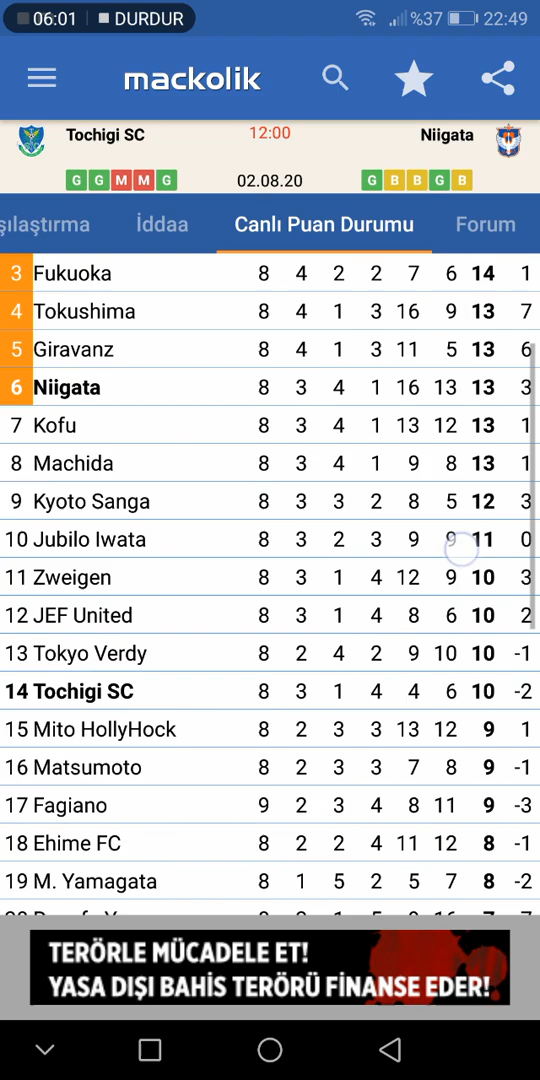 06:01 DURDUR %37 22:49
mackolik
Tochigi SC 12:00 Niigata
G G M M G 02.08.20 G B B G B
şılaştırma İddaa Canlı Puan Durumu Forum
3 Fukuoka 8 4 2 2 7 6 14 1
4 Tokushima 8 4 1 3 16 9 13 7
5 Giravanz 8 4 1 3 11 5 13 6
6 Niigata 8 3 4 1 16 13 13 3
7 Kofu 8 3 4 1 13 12 13 1
8 Machida 8 3 4 1 9 8 13 1
9 Kyoto Sanga 8 3 3 2 8 5 12 3
10 Jubilo Iwata 8 3 2 3 9 9 11 0
11 Zweigen 8 3 1 4 12 9 10 3
12 JEF United 8 3 1 4 8 6 10 2
13 Tokyo Verdy 8 2 4 2 9 10 10 -1
14 Tochigi SC 8 3 1 4 4 6 10 -2
15 Mito HollyHock 8 2 3 3 13 12 9 1
16 Matsumoto 8 2 3 3 7 8 9 -1
17 Fagiano 9 2 3 4 8 11 9 -3
18 Ehime FC 8 2 2 4 11 12 8 -1
19 M. Yamagata 8 1 5 2 5 7 8 -2
TERÖRLE MÜCADELE ET!
YASA DIŞI BAHİS TERÖRÜ FİNANSE EDER!